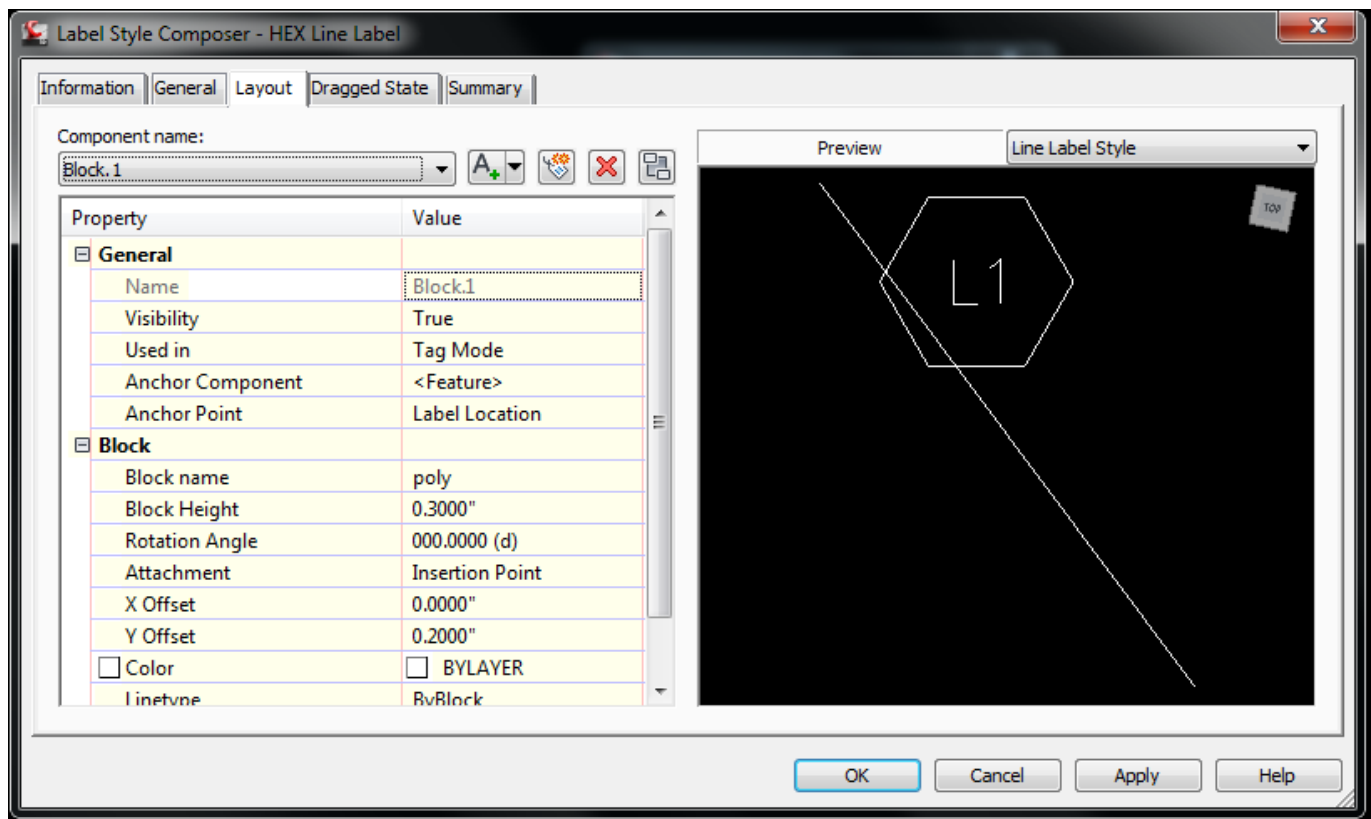 Label Style Composer - HEX Line Label
Information General Layout Dragged State Summary
Component name:
Block. 1
Preview
Line Label Style
Property Value
General
Name Block.1
Visibility True
Used in Tag Mode
Anchor Component <Feature>
Anchor Point Label Location
Block
Block name poly
Block Height 0.3000"
Rotation Angle 000.0000 (d)
Attachment Insertion Point
X Offset 0.0000"
Y Offset 0.2000"
Color BYLAYER
Linetype ByBlock
L1
TOP
OK Cancel Apply Help